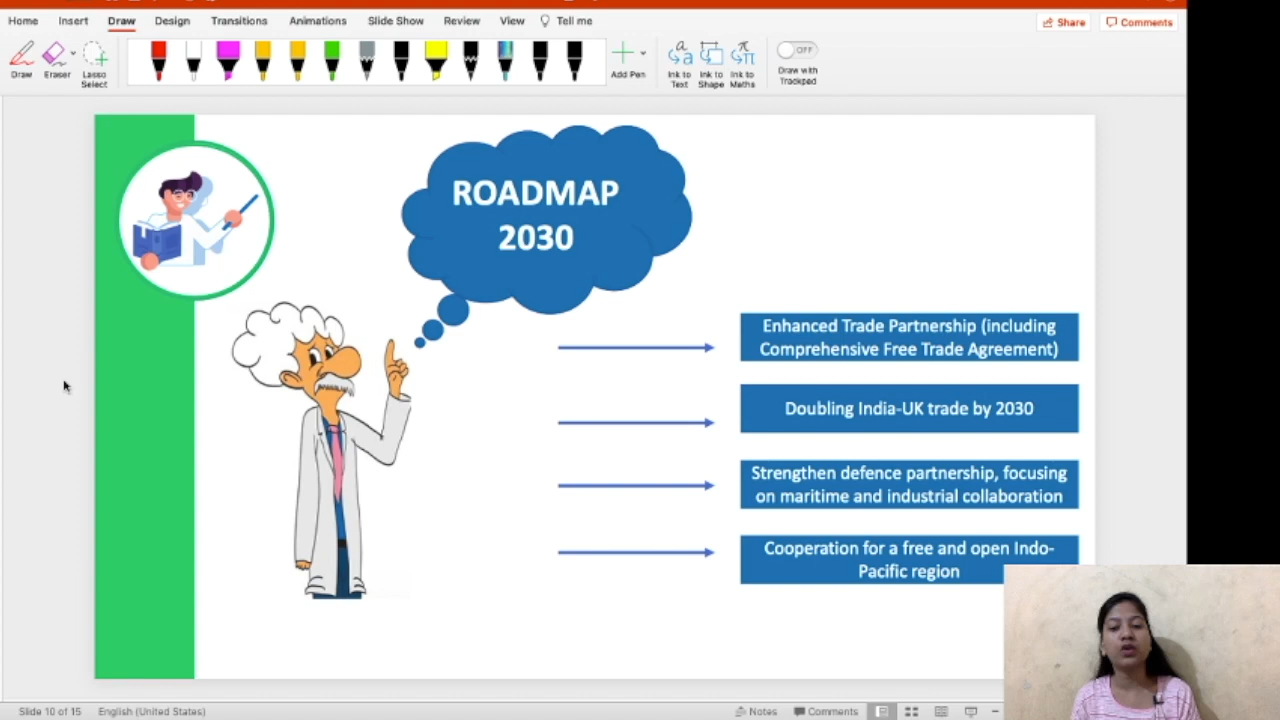 Home Insert Draw Design Transitions Animations Slide Show Review View Tell me Share Comments
Draw Eraser Lasso Select Add Pen Ink to Text Ink to Shape Ink to Maths OFF Draw with Trackpad
ROADMAP
2030
Enhanced Trade Partnership (including
Comprehensive Free Trade Agreement)
Doubling India-UK trade by 2030
Strengthen defence partnership, focusing
on maritime and industrial collaboration
Cooperation for a free and open Indo-
Pacific region
Slide 10 of 15 English (United States) Notes Comments